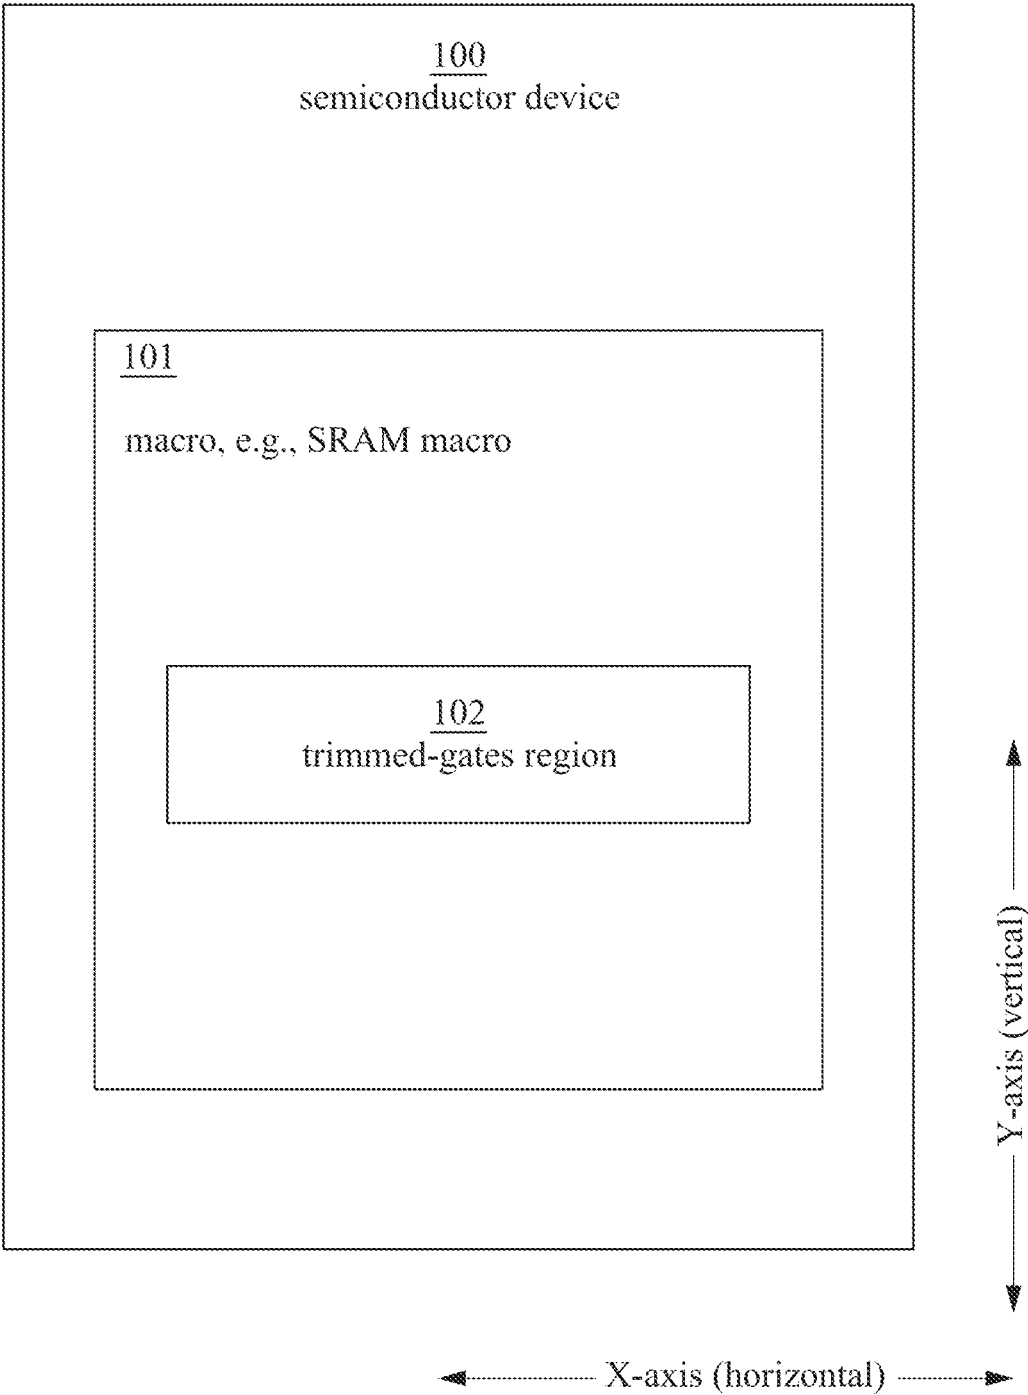 100
semiconductor device
101
macro, e.g., SRAM macro
102
trimmed-gates region
Y-axis (vertical)
X-axis (horizontal)